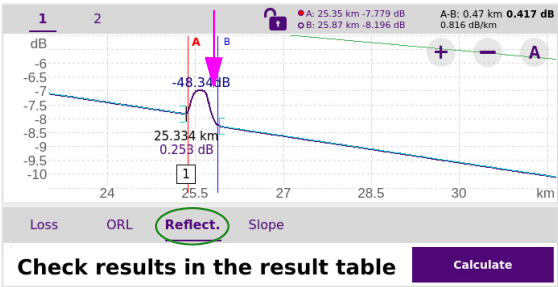 1 2
A: 25.35 km -7.779 dB
B: 25.87 km -8.196 dB
A-B: 0.47 km 0.417 dB
0.816 dB/km
dB
A
B
+ − A
-6
-6.5
-7
-7.5
-8
-8.5
-9
-9.5
-10
-48.34dB
25.334 km
0.253 dB
1
24 25.5 27 28.5 30 km
Loss ORL Reflect. Slope
Check results in the result table
Calculate